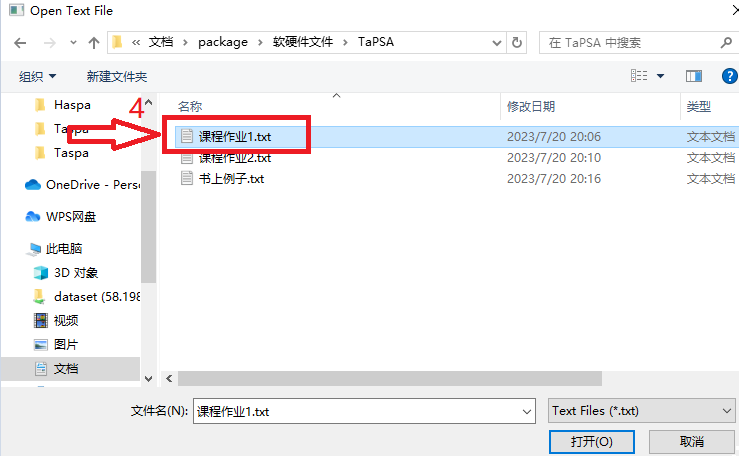 Open Text File
« 文档 › package › 软硬件文件 › TaPSA
在 TaPSA 中搜索
组织 新建文件夹
?
Haspa
Taspa
Taspa
OneDrive - Perso
WPS网盘
此电脑
3D 对象
dataset (58.198
视频
图片
文档
4
名称 修改日期 类型
课程作业1.txt 2023/7/20 20:06 文本文档
课程作业2.txt 2023/7/20 20:10 文本文档
书上例子.txt 2023/7/20 20:16 文本文档
文件名(N): 课程作业1.txt Text Files (*.txt)
打开(O) 取消